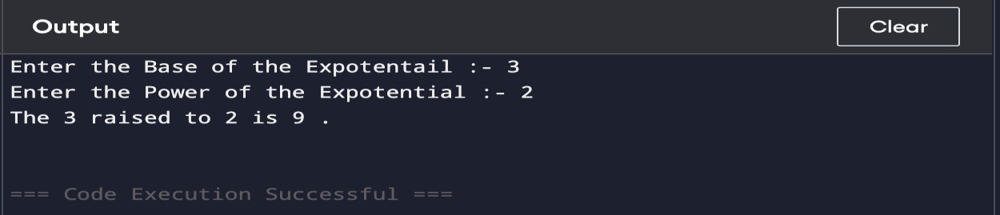 Output
Clear
Enter the Base of the Expotentail :- 3
Enter the Power of the Expotential :- 2
The 3 raised to 2 is 9 .
=== Code Execution Successful ===